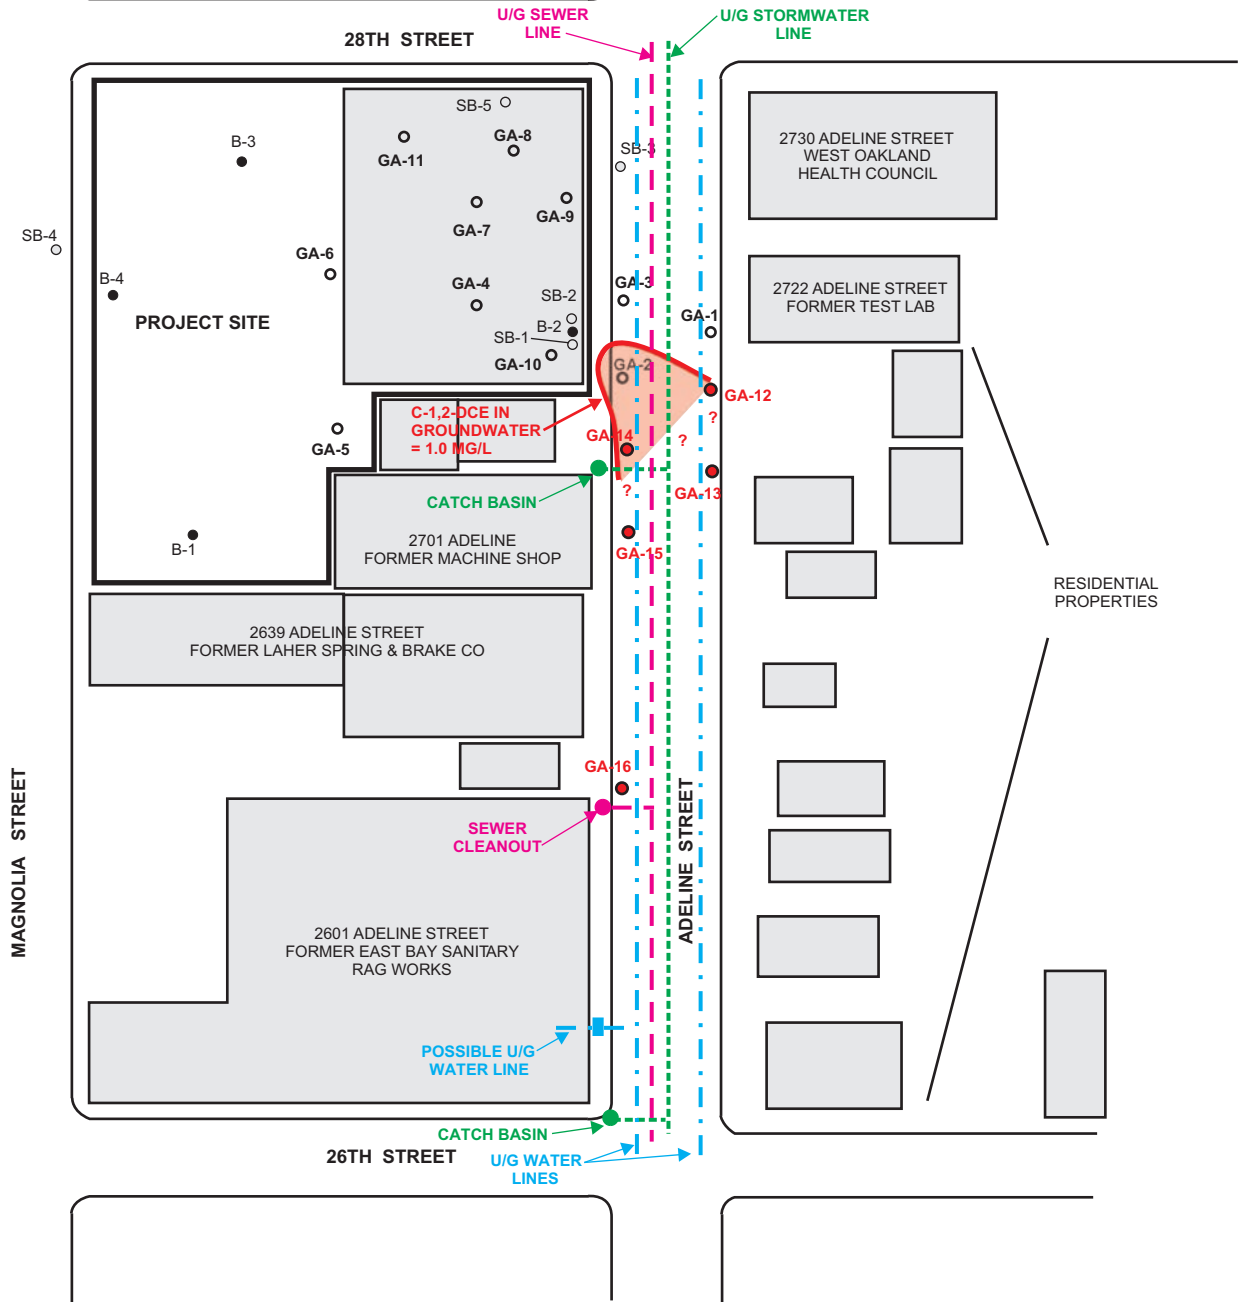 U/G SEWER
LINE
U/G STORMWATER
LINE
28TH STREET
SB-5
GA-8
B-3
GA-11
SB-3
2730 ADELINE STREET
WEST OAKLAND
HEALTH COUNCIL
GA-9
GA-7
SB-4
GA-6
B-4
GA-4
SB-2
GA-3
2722 ADELINE STREET
FORMER TEST LAB
GA-1
PROJECT SITE
B-2
SB-1
GA-10
GA-2
GA-12
C-1,2-DCE IN
GROUNDWATER
= 1.0 MG/L
?
GA-14
?
GA-5
CATCH BASIN
?
GA-13
B-1
2701 ADELINE
FORMER MACHINE SHOP
GA-15
RESIDENTIAL
PROPERTIES
2639 ADELINE STREET
FORMER LAHER SPRING & BRAKE CO
GA-16
SEWER
CLEANOUT
MAGNOLIA STREET
ADELINE STREET
2601 ADELINE STREET
FORMER EAST BAY SANITARY
RAG WORKS
POSSIBLE U/G
WATER LINE
CATCH BASIN
26TH STREET
U/G WATER
LINES